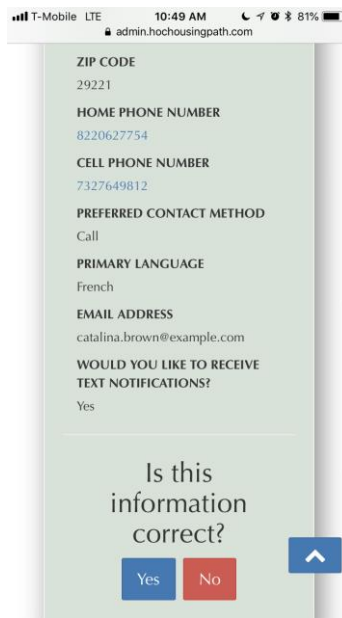 T-Mobile LTE 10:49 AM 81%
admin.hochousingpath.com
ZIP CODE
29221
HOME PHONE NUMBER
8220627754
CELL PHONE NUMBER
7327649812
PREFERRED CONTACT METHOD
Call
PRIMARY LANGUAGE
French
EMAIL ADDRESS
catalina.brown@example.com
WOULD YOU LIKE TO RECEIVE
TEXT NOTIFICATIONS?
Yes
Is this
information
correct?
Yes No